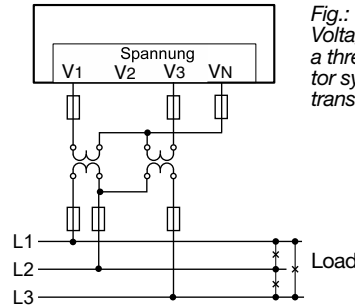 Spannung
V1 V2 V3 VN
L1
L2
L3
Load
Fig.:
Volta
a thre
tor sy
trans